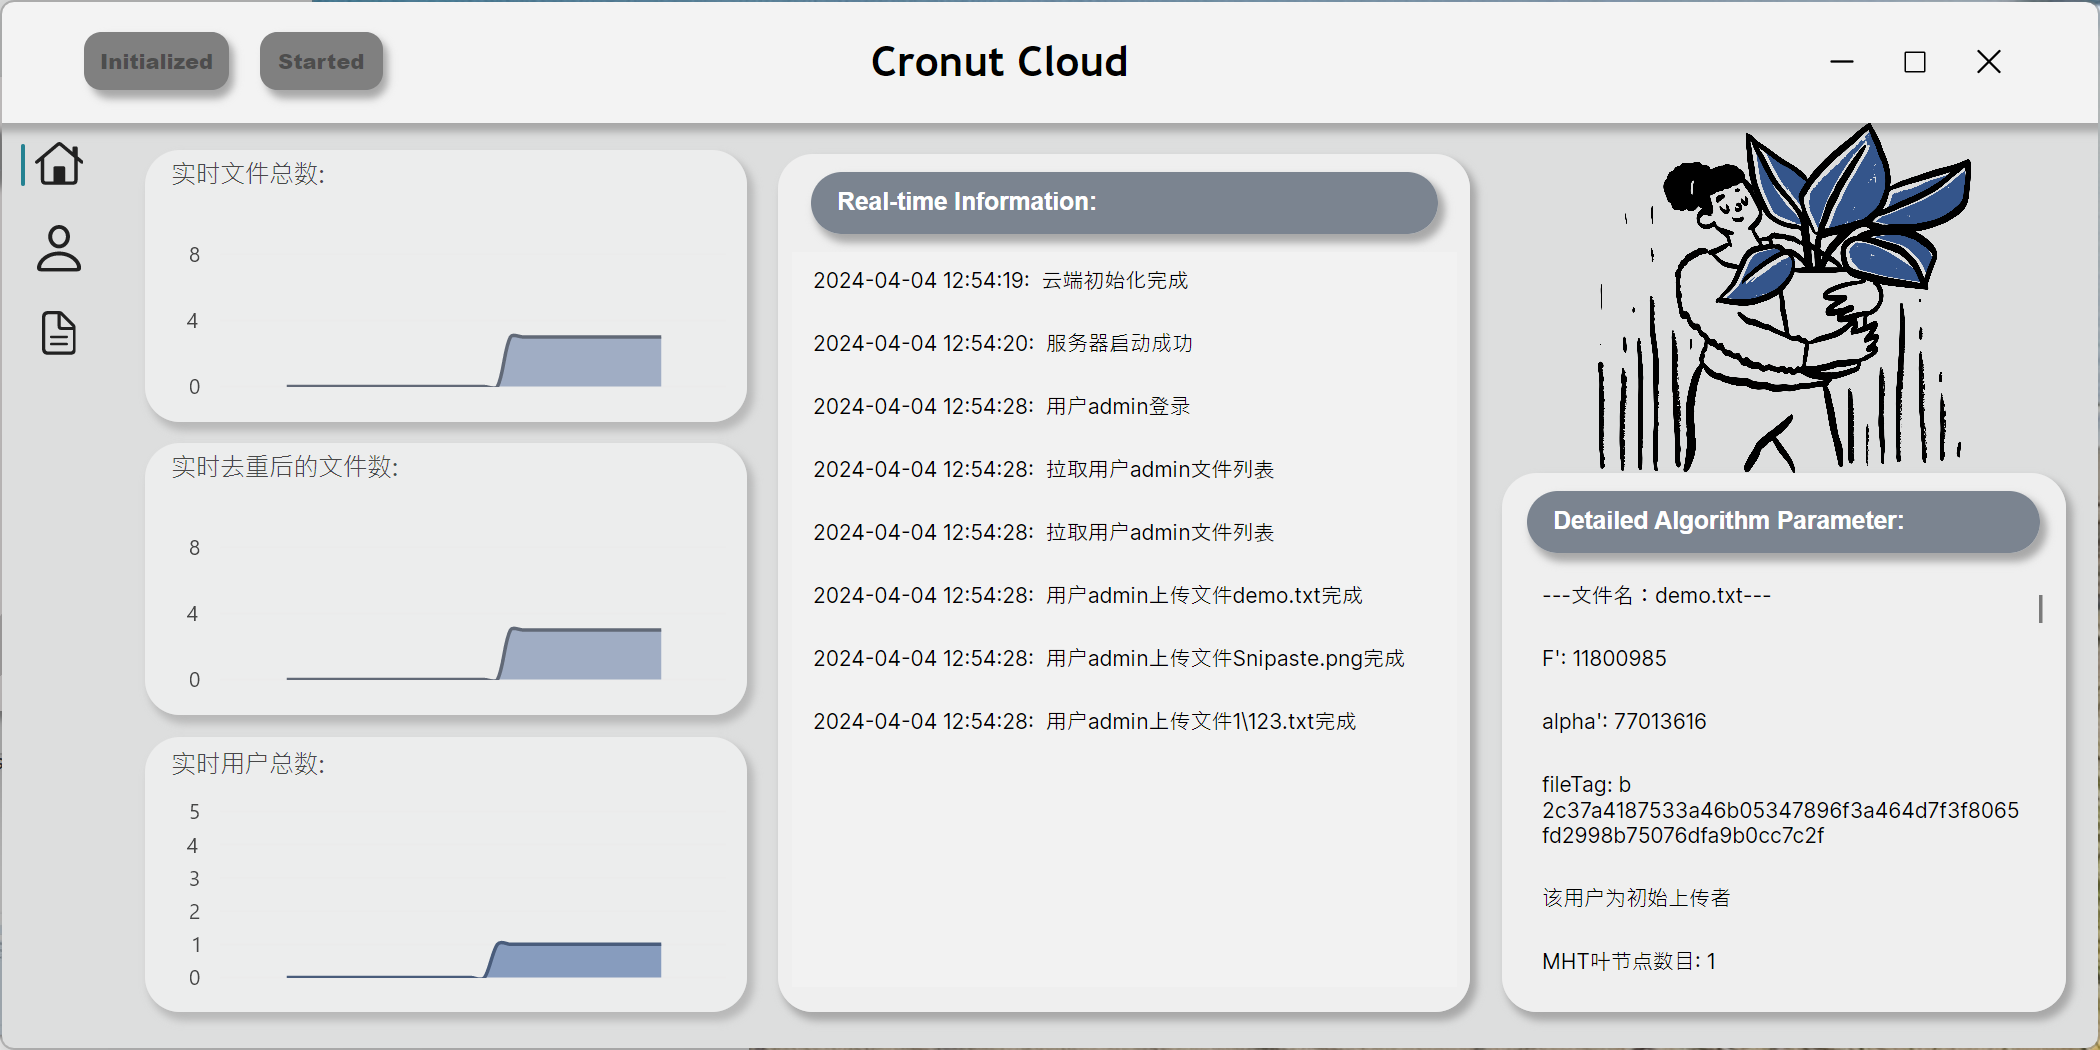 Initialized
Started
Cronut Cloud
实时文件总数:
8
4
0
实时去重后的文件数:
8
4
0
实时用户总数:
5
4
3
2
1
0
Real-time Information:
2024-04-04 12:54:19: 云端初始化完成
2024-04-04 12:54:20: 服务器启动成功
2024-04-04 12:54:28: 用户admin登录
2024-04-04 12:54:28: 拉取用户admin文件列表
2024-04-04 12:54:28: 拉取用户admin文件列表
2024-04-04 12:54:28: 用户admin上传文件demo.txt完成
2024-04-04 12:54:28: 用户admin上传文件Snipaste.png完成
2024-04-04 12:54:28: 用户admin上传文件1\123.txt完成
Detailed Algorithm Parameter:
---文件名：demo.txt---
F': 11800985
alpha': 77013616
fileTag: b
2c37a4187533a46b05347896f3a464d7f3f8065
fd2998b75076dfa9b0cc7c2f
该用户为初始上传者
MHT叶节点数目: 1